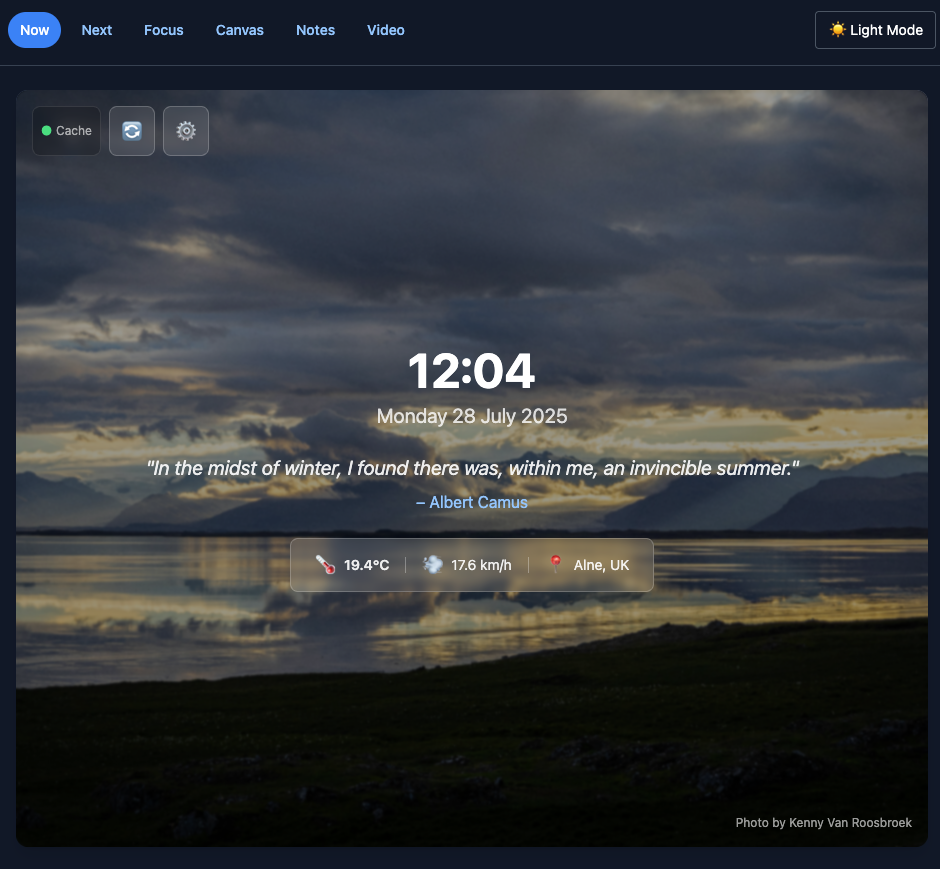 Now Next Focus Canvas Notes Video Light Mode
Cache
12:04
Monday 28 July 2025
"In the midst of winter, I found there was, within me, an invincible summer."
– Albert Camus
19.4°C 17.6 km/h Alne, UK
Photo by Kenny Van Roosbroek